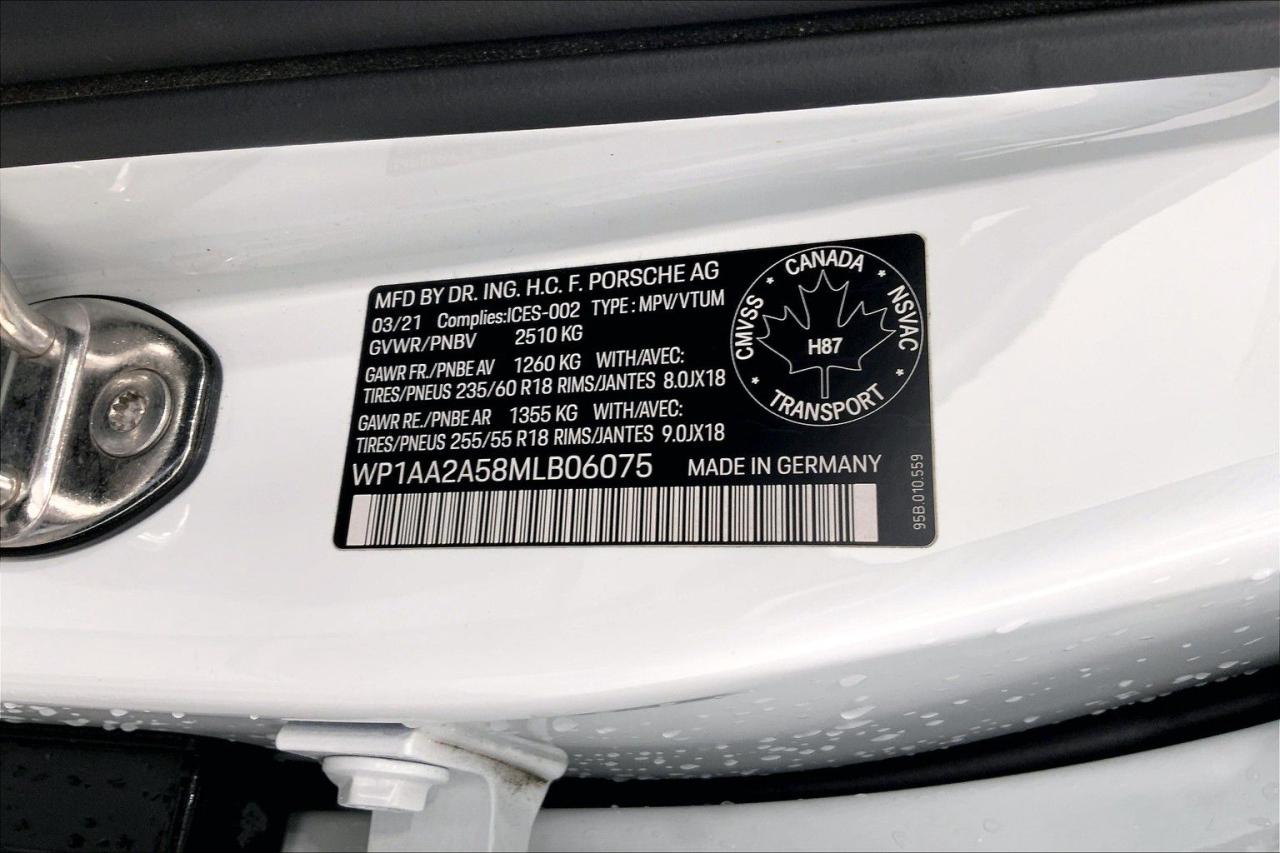 MFD BY DR. ING. H.C. F. PORSCHE AG
03/21 Complies:ICES-002 TYPE : MPV/VTUM
GVWR/PNBV 2510 KG
GAWR FR./PNBE AV 1260 KG WITH/AVEC:
TIRES/PNEUS 235/60 R18 RIMS/JANTES 8.0JX18
GAWR RE./PNBE AR 1355 KG WITH/AVEC:
TIRES/PNEUS 255/55 R18 RIMS/JANTES 9.0JX18
WP1AA2A58MLB06075 MADE IN GERMANY
CANADA
CMVSS
NSVAC
H87
TRANSPORT
95B.010.559